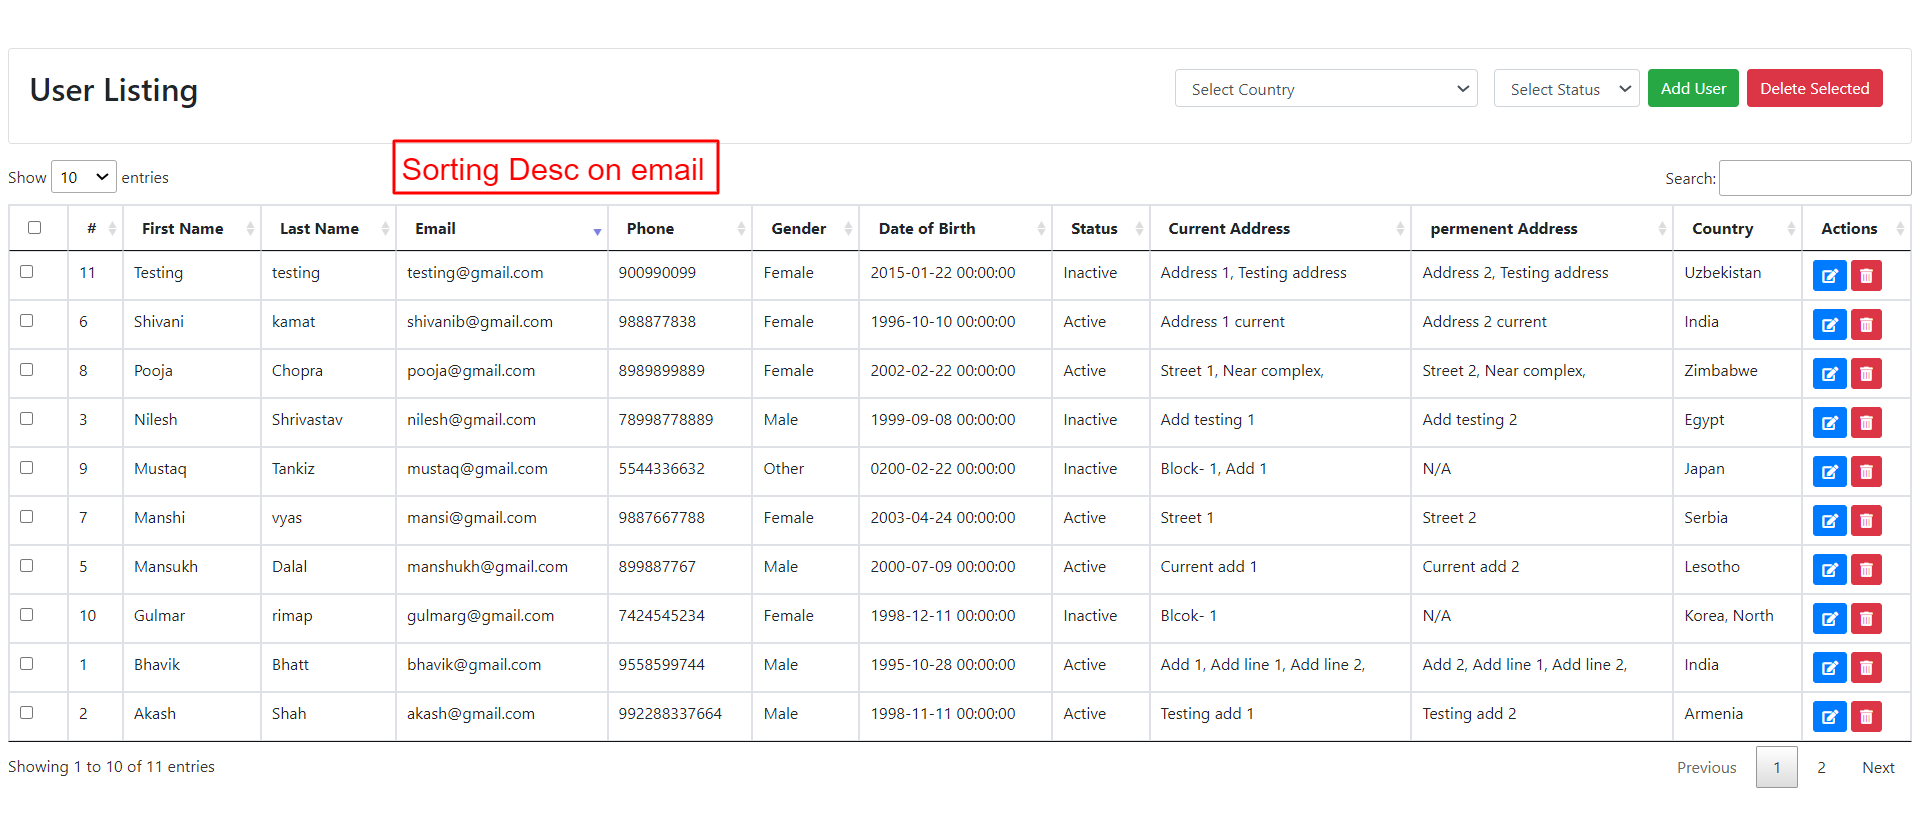 User Listing Select Country Select Status Add User Delete Selected
Sorting Desc on email
Show 10 entries Search:
# First Name Last Name Email Phone Gender Date of Birth Status Current Address permenent Address Country Actions
11 Testing testing testing@gmail.com 900990099 Female 2015-01-22 00:00:00 Inactive Address 1, Testing address Address 2, Testing address Uzbekistan
6 Shivani kamat shivanib@gmail.com 988877838 Female 1996-10-10 00:00:00 Active Address 1 current Address 2 current India
8 Pooja Chopra pooja@gmail.com 8989899889 Female 2002-02-22 00:00:00 Active Street 1, Near complex, Street 2, Near complex, Zimbabwe
3 Nilesh Shrivastav nilesh@gmail.com 78998778889 Male 1999-09-08 00:00:00 Inactive Add testing 1 Add testing 2 Egypt
9 Mustaq Tankiz mustaq@gmail.com 5544336632 Other 0200-02-22 00:00:00 Inactive Block- 1, Add 1 N/A Japan
7 Manshi vyas mansi@gmail.com 9887667788 Female 2003-04-24 00:00:00 Active Street 1 Street 2 Serbia
5 Mansukh Dalal manshukh@gmail.com 899887767 Male 2000-07-09 00:00:00 Active Current add 1 Current add 2 Lesotho
10 Gulmar rimap gulmarg@gmail.com 7424545234 Female 1998-12-11 00:00:00 Inactive Blcok- 1 N/A Korea, North
1 Bhavik Bhatt bhavik@gmail.com 9558599744 Male 1995-10-28 00:00:00 Active Add 1, Add line 1, Add line 2, Add 2, Add line 1, Add line 2, India
2 Akash Shah akash@gmail.com 992288337664 Male 1998-11-11 00:00:00 Active Testing add 1 Testing add 2 Armenia
Showing 1 to 10 of 11 entries Previous 1 2 Next